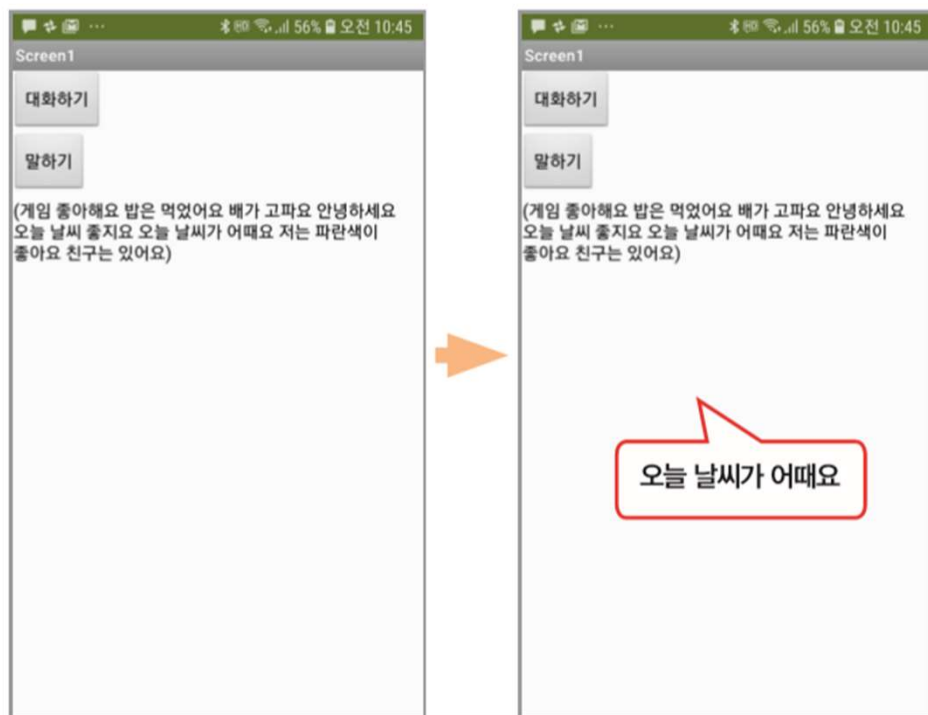 56% 오전 10:45
Screen1
대화하기
말하기
(게임 좋아해요 밥은 먹었어요 배가 고파요 안녕하세요
오늘 날씨 좋지요 오늘 날씨가 어때요 저는 파란색이
좋아요 친구는 있어요)
56% 오전 10:45
Screen1
대화하기
말하기
(게임 좋아해요 밥은 먹었어요 배가 고파요 안녕하세요
오늘 날씨 좋지요 오늘 날씨가 어때요 저는 파란색이
좋아요 친구는 있어요)
오늘 날씨가 어때요